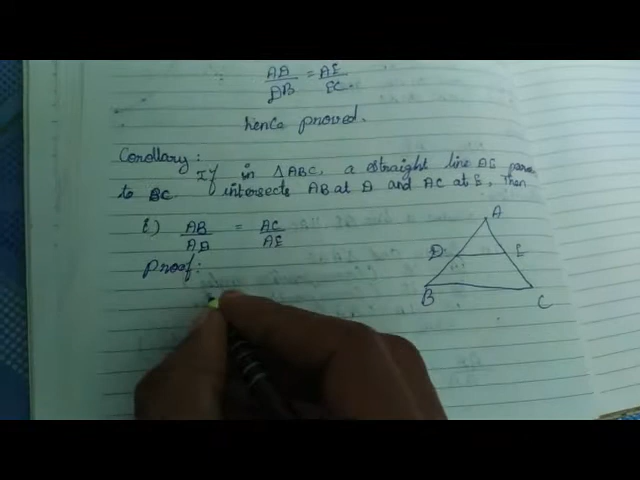 AD = AE
DB EC.
hence proved.
Corollary:
If in △ABC, a straight line DE para
to BC. intersects AB at D and AC at E, Then
i.) AB = AC
AD AE
Proof:
A
D E
B C